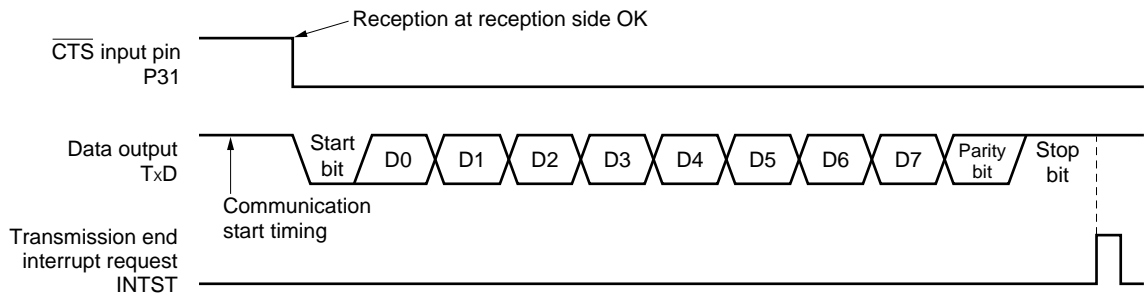 Reception at reception side OK
CTS input pin
P31
Data output
TxD
Start
bit
D0
D1
D2
D3
D4
D5
D6
D7
Parity
bit
Stop
bit
Communication
start timing
Transmission end
interrupt request
INTST